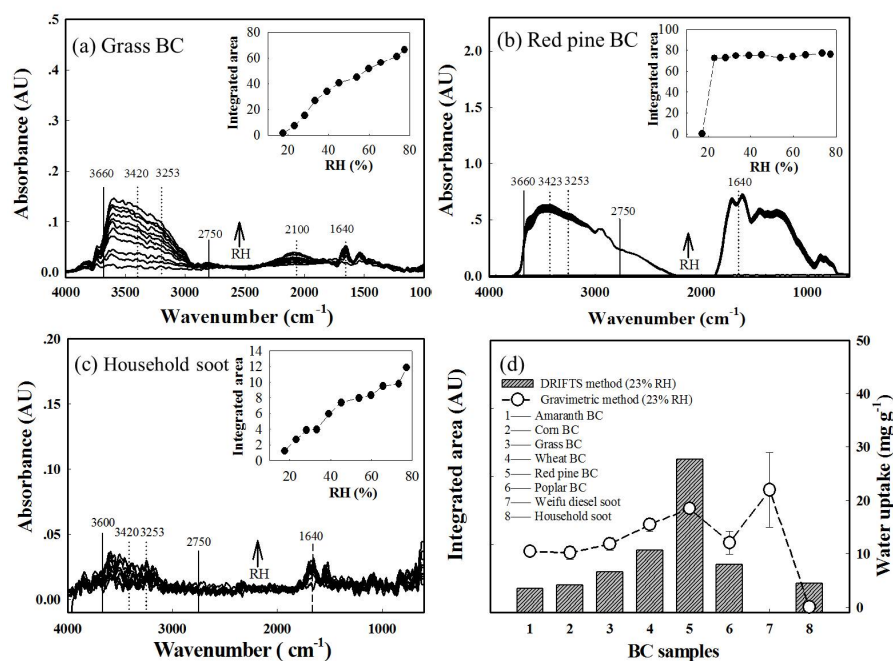 (a) Grass BC
Absorbance (AU)
.5
.4
.3
.2
.1
0.0
4000 3500 3000 2500 2000 1500 1000
Wavenumber (cm-1)
3660 3420 3253
2750
RH
2100
1640
Integrated area
80
60
40
20
0
20 40 60 80
RH (%)
(b) Red pine BC
Absorbance (AU)
2.0
1.5
1.0
.5
0.0
4000 3000 2000 1000
Wavenumber (cm-1)
3660 3423 3253
2750
RH
1640
Integrated area
100
80
60
40
20
0
20 40 60 80
RH (%)
(c) Household soot
Absorbance (AU)
.20
.15
.10
.05
0.00
4000 3000 2000 1000
Wavenumber (cm-1)
3600
3420 3253
2750
RH
1640
Integrated area
14
12
10
8
6
4
2
0
20 40 60 80
RH (%)
(d)
DRIFTS method (23% RH)
Gravimetric method (23% RH)
1 Amaranth BC
2 Corn BC
3 Grass BC
4 Wheat BC
5 Red pine BC
6 Poplar BC
7 Weifu diesel soot
8 Household soot
Integrated area (AU)
Water uptake (mg g-1)
50
40
30
20
10
0
1 2 3 4 5 6 7 8
BC samples